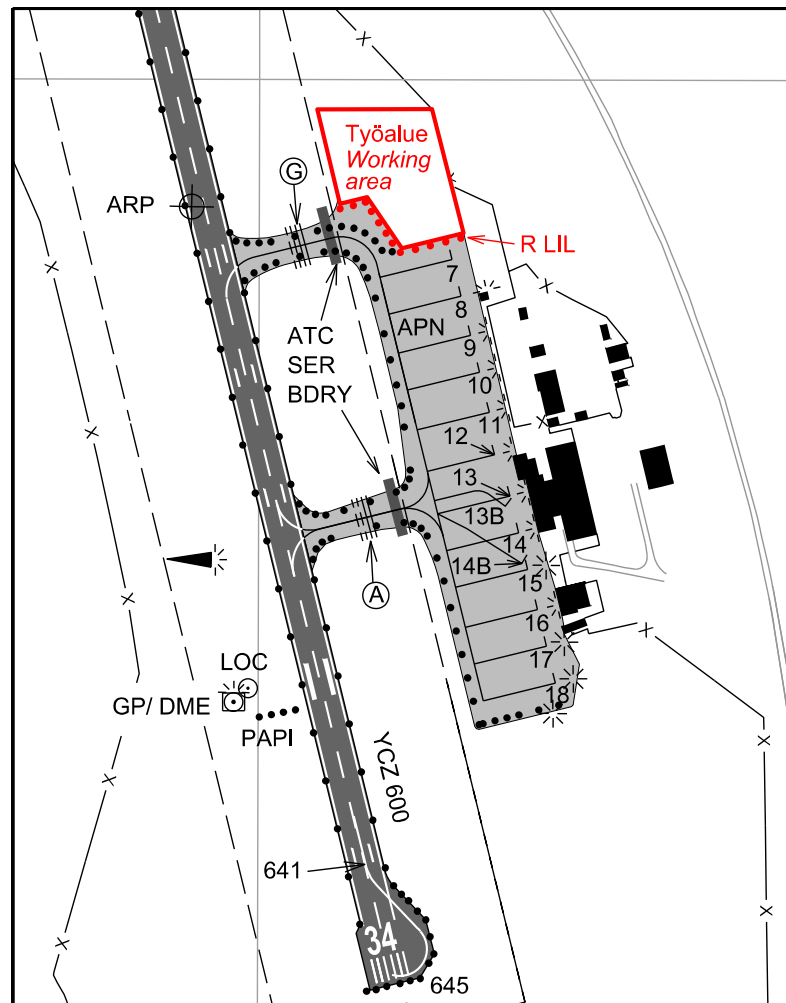 Työalue
Working
area
G
ARP
R LIL
7
8
ATC
SER
BDRY
APN
9
10
11
12
13
13B
14
14B
15
A
16
17
LOC
GP/ DME
18
PAPI
YCZ 600
641
34
645